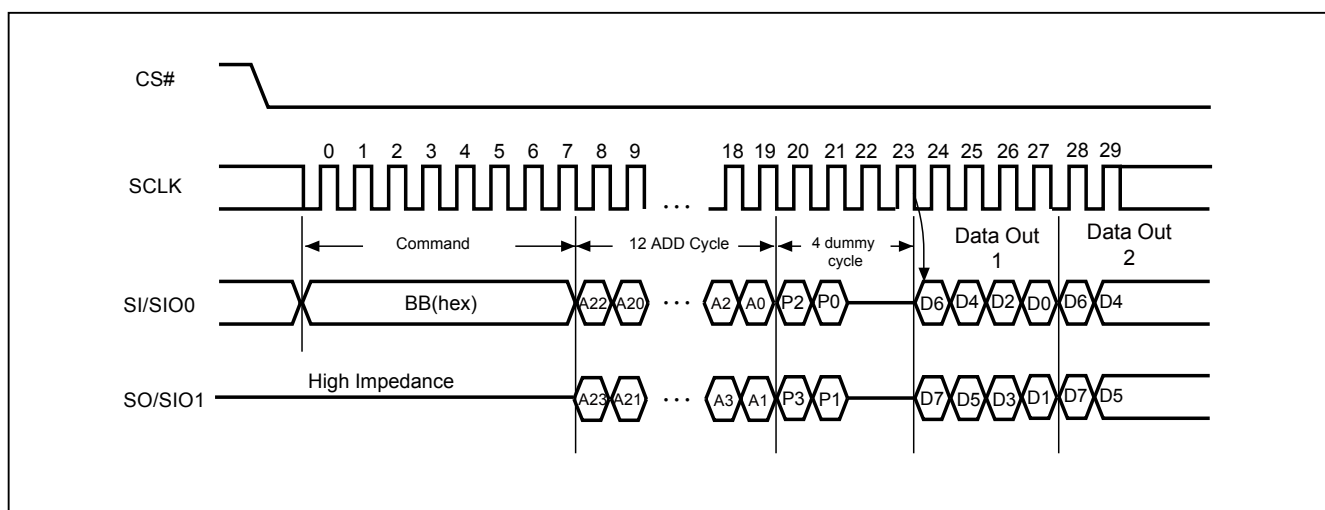 CS#
0 1 2 3 4 5 6 7 8 9 18 19 20 21 22 23 24 25 26 27 28 29
SCLK
...
Command
12 ADD Cycle
4 dummy
cycle
Data Out
1
Data Out
2
SI/SIO0
BB(hex)
A22 A20 ... A2 A0 P2 P0 D6 D4 D2 D0 D6 D4
High Impedance
SO/SIO1
A23 A21 ... A3 A1 P3 P1 D7 D5 D3 D1 D7 D5